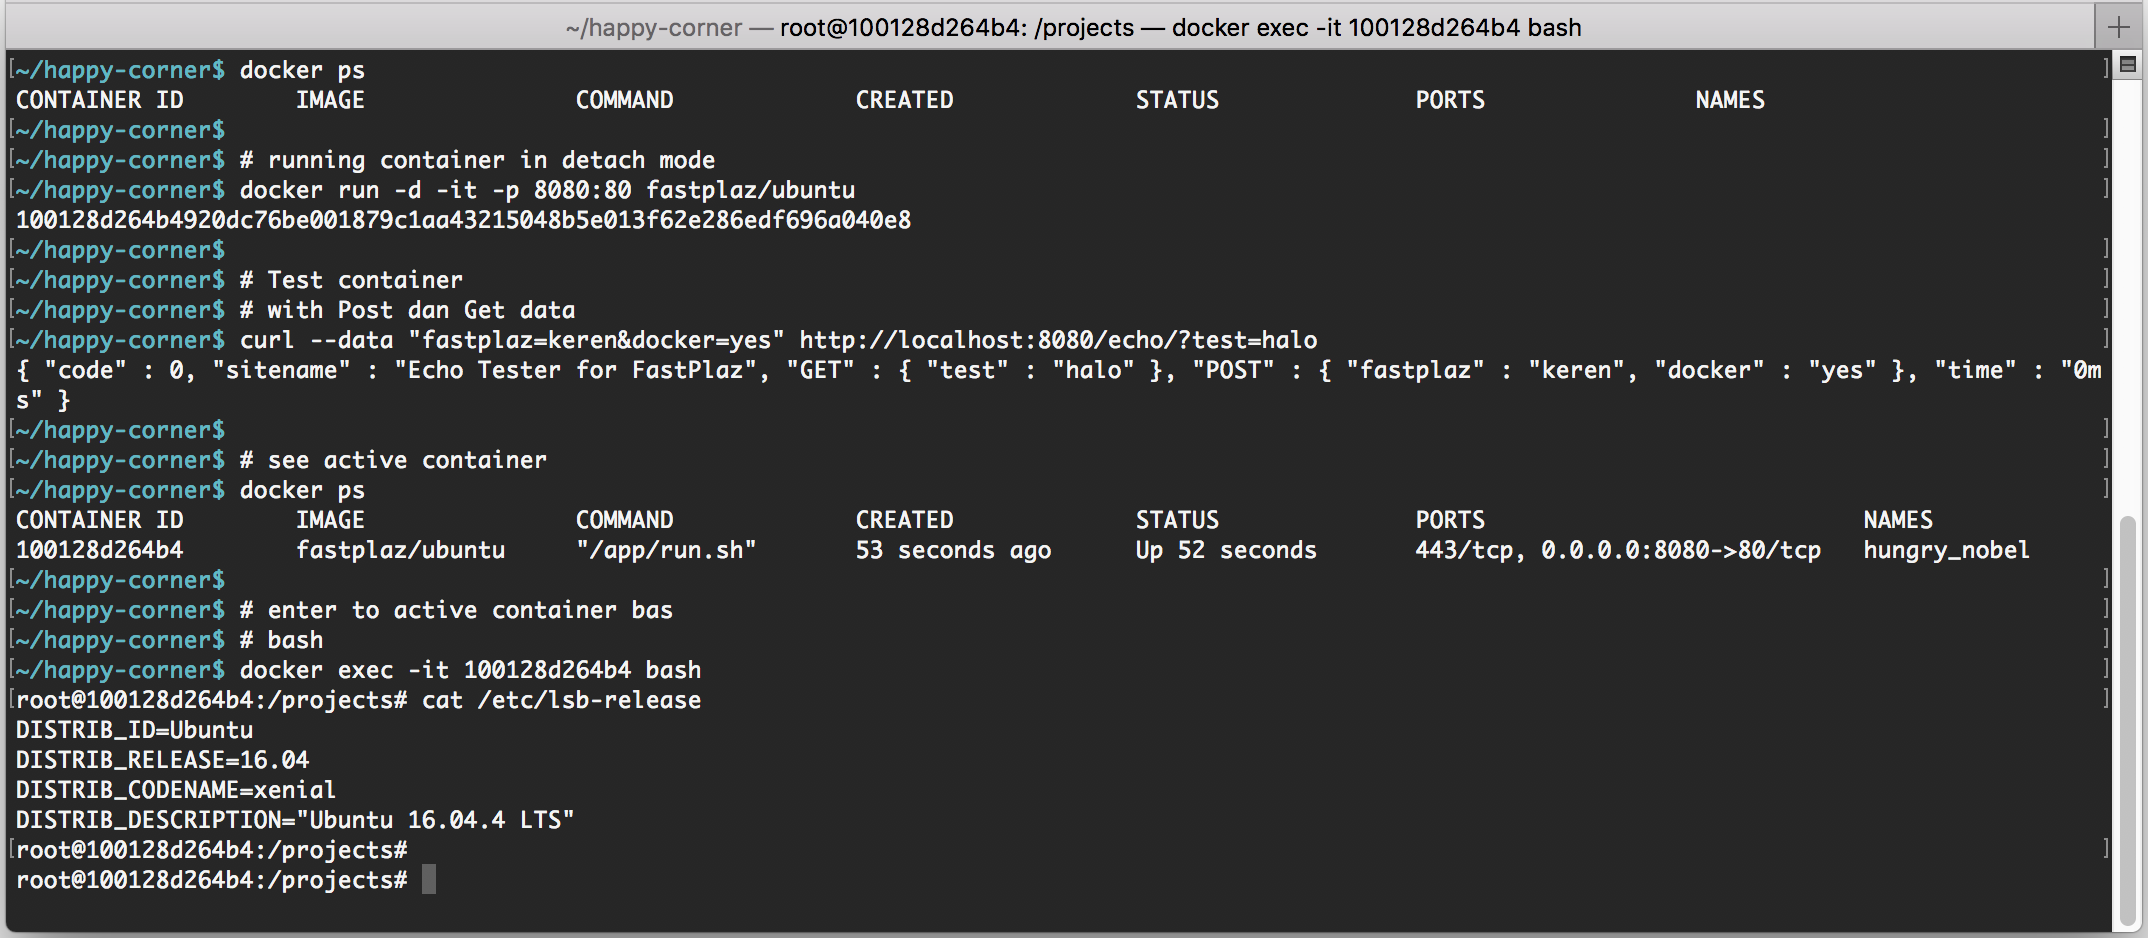 ~/happy-corner — root@100128d264b4: /projects — docker exec -it 100128d264b4 bash
[~/happy-corner$ docker ps ]
CONTAINER ID        IMAGE               COMMAND             CREATED             STATUS              PORTS               NAMES
[~/happy-corner$ ]
[~/happy-corner$ # running container in detach mode ]
[~/happy-corner$ docker run -d -it -p 8080:80 fastplaz/ubuntu ]
100128d264b4920dc76be001879c1aa43215048b5e013f62e286edf696a040e8
[~/happy-corner$ ]
[~/happy-corner$ # Test container ]
[~/happy-corner$ # with Post dan Get data ]
[~/happy-corner$ curl --data "fastplaz=keren&docker=yes" http://localhost:8080/echo/?test=halo ]
{ "code" : 0, "sitename" : "Echo Tester for FastPlaz", "GET" : { "test" : "halo" }, "POST" : { "fastplaz" : "keren", "docker" : "yes" }, "time" : "0m
s" }
[~/happy-corner$ ]
[~/happy-corner$ # see active container ]
[~/happy-corner$ docker ps ]
CONTAINER ID        IMAGE               COMMAND             CREATED             STATUS              PORTS                           NAMES
100128d264b4        fastplaz/ubuntu     "/app/run.sh"       53 seconds ago      Up 52 seconds       443/tcp, 0.0.0.0:8080->80/tcp   hungry_nobel
[~/happy-corner$ ]
[~/happy-corner$ # enter to active container bas ]
[~/happy-corner$ # bash ]
[~/happy-corner$ docker exec -it 100128d264b4 bash ]
[root@100128d264b4:/projects# cat /etc/lsb-release ]
DISTRIB_ID=Ubuntu
DISTRIB_RELEASE=16.04
DISTRIB_CODENAME=xenial
DISTRIB_DESCRIPTION="Ubuntu 16.04.4 LTS"
[root@100128d264b4:/projects# ]
root@100128d264b4:/projects#